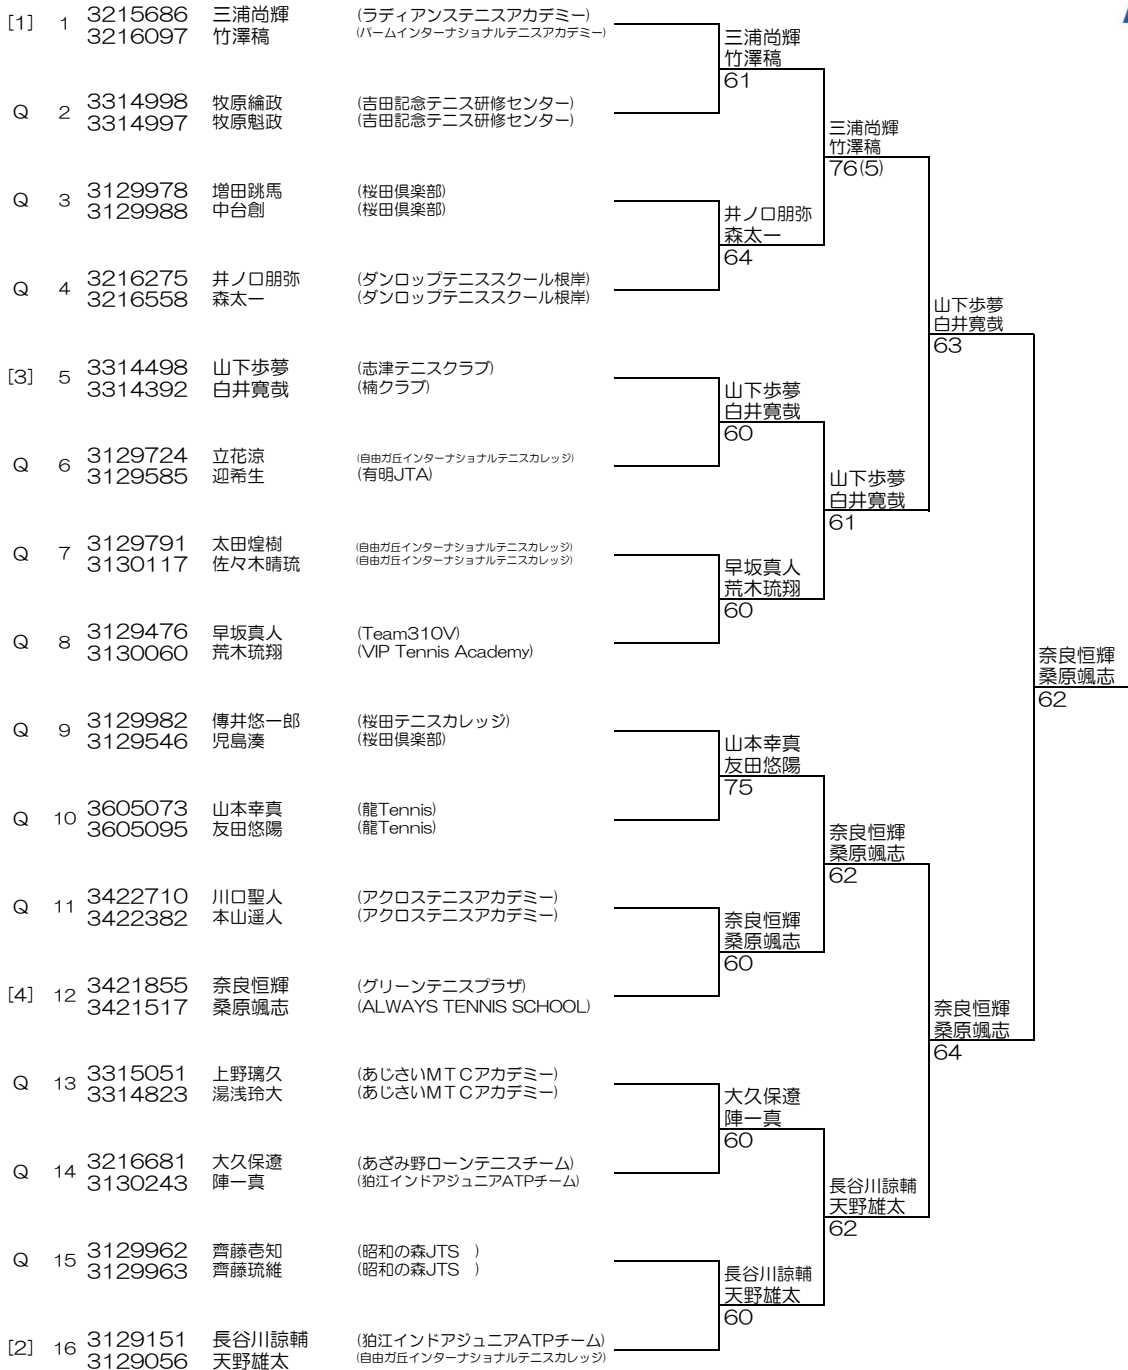 [1] 1 3215686 三浦尚輝 (ラディアンステニスアカデミー)
3216097 竹澤稿 (パームインターナショナルテニスアカデミー)
Q 2 3314998 牧原綸政 (吉田記念テニス研修センター)
3314997 牧原魁政 (吉田記念テニス研修センター)
Q 3 3129978 増田跳馬 (桜田倶楽部)
3129988 中台創 (桜田倶楽部)
Q 4 3216275 井ノ口朋弥 (ダンロップテニススクール根岸)
3216558 森太一 (ダンロップテニススクール根岸)
[3] 5 3314498 山下歩夢 (志津テニスクラブ)
3314392 白井寛哉 (楠クラブ)
Q 6 3129724 立花涼 (自由ガ丘インターナショナルテニスカレッジ)
3129585 迎希生 (有明JTA)
Q 7 3129791 太田煌樹 (自由ガ丘インターナショナルテニスカレッジ)
3130117 佐々木晴琉 (自由ガ丘インターナショナルテニスカレッジ)
Q 8 3129476 早坂真人 (Team310V)
3130060 荒木琉翔 (VIP Tennis Academy)
Q 9 3129982 傳井悠一郎 (桜田テニスカレッジ)
3129546 児島湊 (桜田倶楽部)
Q 10 3605073 山本幸真 (龍Tennis)
3605095 友田悠陽 (龍Tennis)
Q 11 3422710 川口聖人 (アクロステニスアカデミー)
3422382 本山遥人 (アクロステニスアカデミー)
[4] 12 3421855 奈良恒輝 (グリーンテニスプラザ)
3421517 桑原颯志 (ALWAYS TENNIS SCHOOL)
Q 13 3315051 上野璃久 (あじさいMTCアカデミー)
3314823 湯浅玲大 (あじさいMTCアカデミー)
Q 14 3216681 大久保遼 (あざみ野ローンテニスチーム)
3130243 陣一真 (狛江インドアジュニアATPチーム)
Q 15 3129962 齊藤壱知 (昭和の森JTS )
3129963 齊藤琉維 (昭和の森JTS )
[2] 16 3129151 長谷川諒輔 (狛江インドアジュニアATPチーム)
3129056 天野雄太 (自由ガ丘インターナショナルテニスカレッジ)
三浦尚輝
竹澤稿
61
井ノ口朋弥
森太一
64
山下歩夢
白井寛哉
60
早坂真人
荒木琉翔
60
山本幸真
友田悠陽
75
奈良恒輝
桑原颯志
60
大久保遼
陣一真
60
長谷川諒輔
天野雄太
60
三浦尚輝
竹澤稿
76(5)
山下歩夢
白井寛哉
61
奈良恒輝
桑原颯志
62
長谷川諒輔
天野雄太
62
山下歩夢
白井寛哉
63
奈良恒輝
桑原颯志
64
奈良恒輝
桑原颯志
62